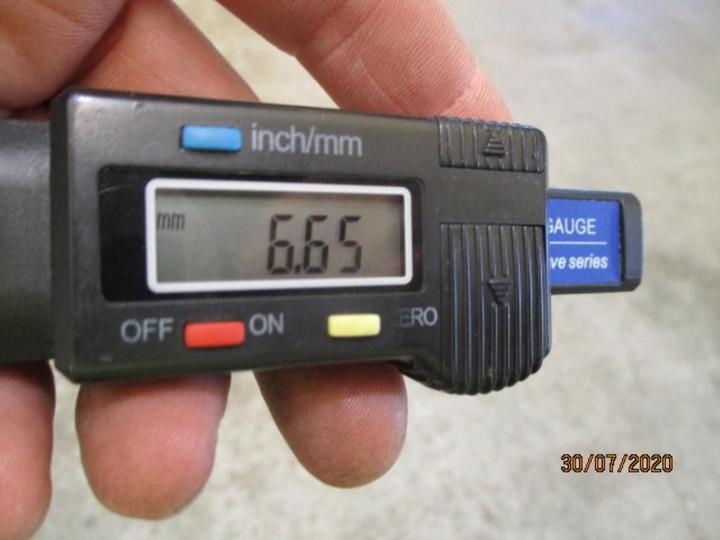 inch/mm
mm
6.65
OFF ON ERO
GAUGE
ve series
30/07/2020